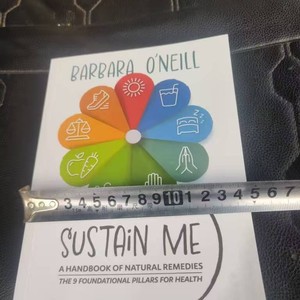 BARBARA O'NEILL
3 4 5 6 7 8 9 10 1 2 3 4 5 6 7
SUSTAIN ME
A HANDBOOK OF NATURAL REMEDIES
THE 9 FOUNDATIONAL PILLARS FOR HEALTH